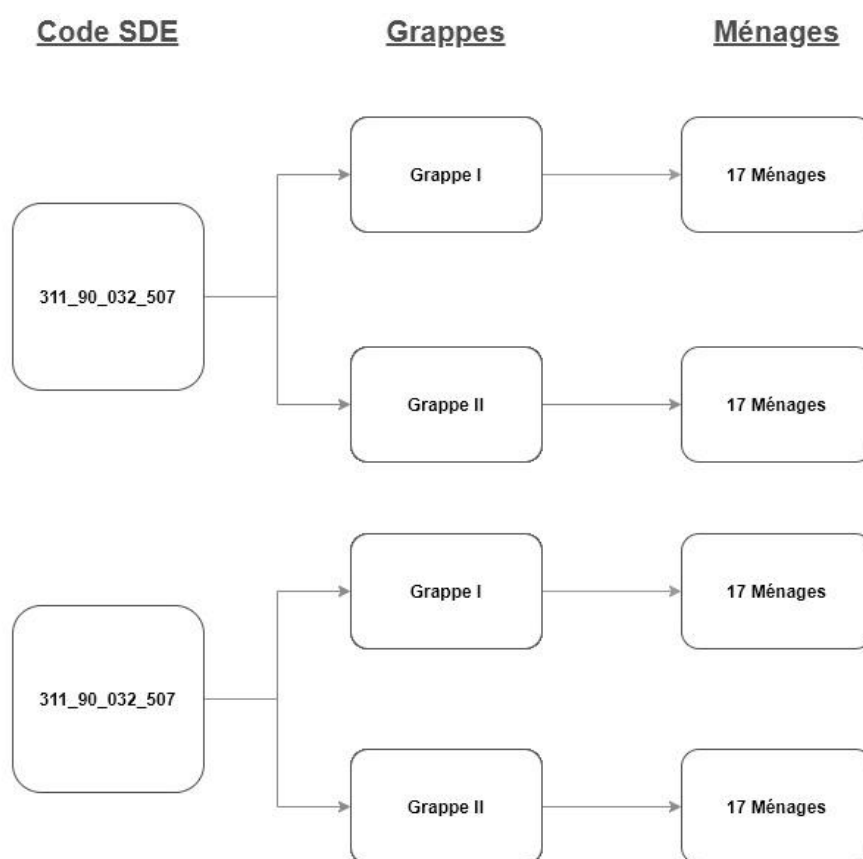 Code SDE
Grappes
Ménages
Grappe I
17 Ménages
311_90_032_507
Grappe II
17 Ménages
Grappe I
17 Ménages
311_90_032_507
Grappe II
17 Ménages